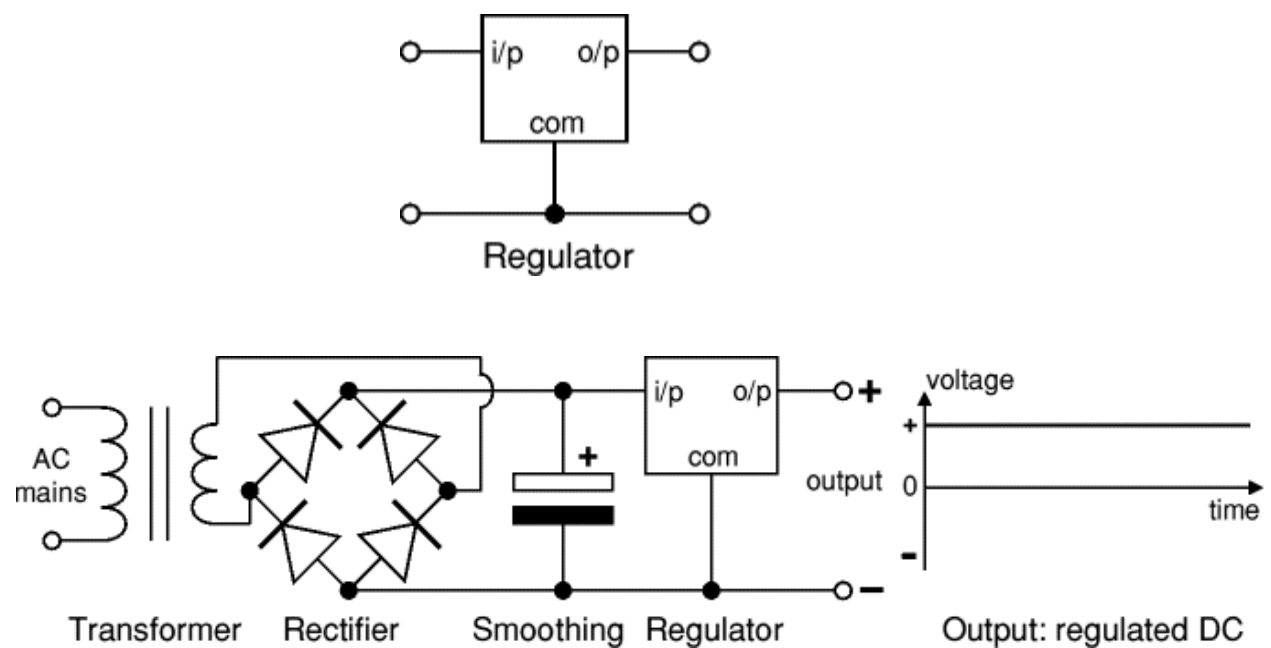 i/p o/p
com
Regulator
voltage
i/p o/p +
+
AC
mains
+
com
output 0
time
-
−
Transformer Rectifier Smoothing Regulator Output: regulated DC